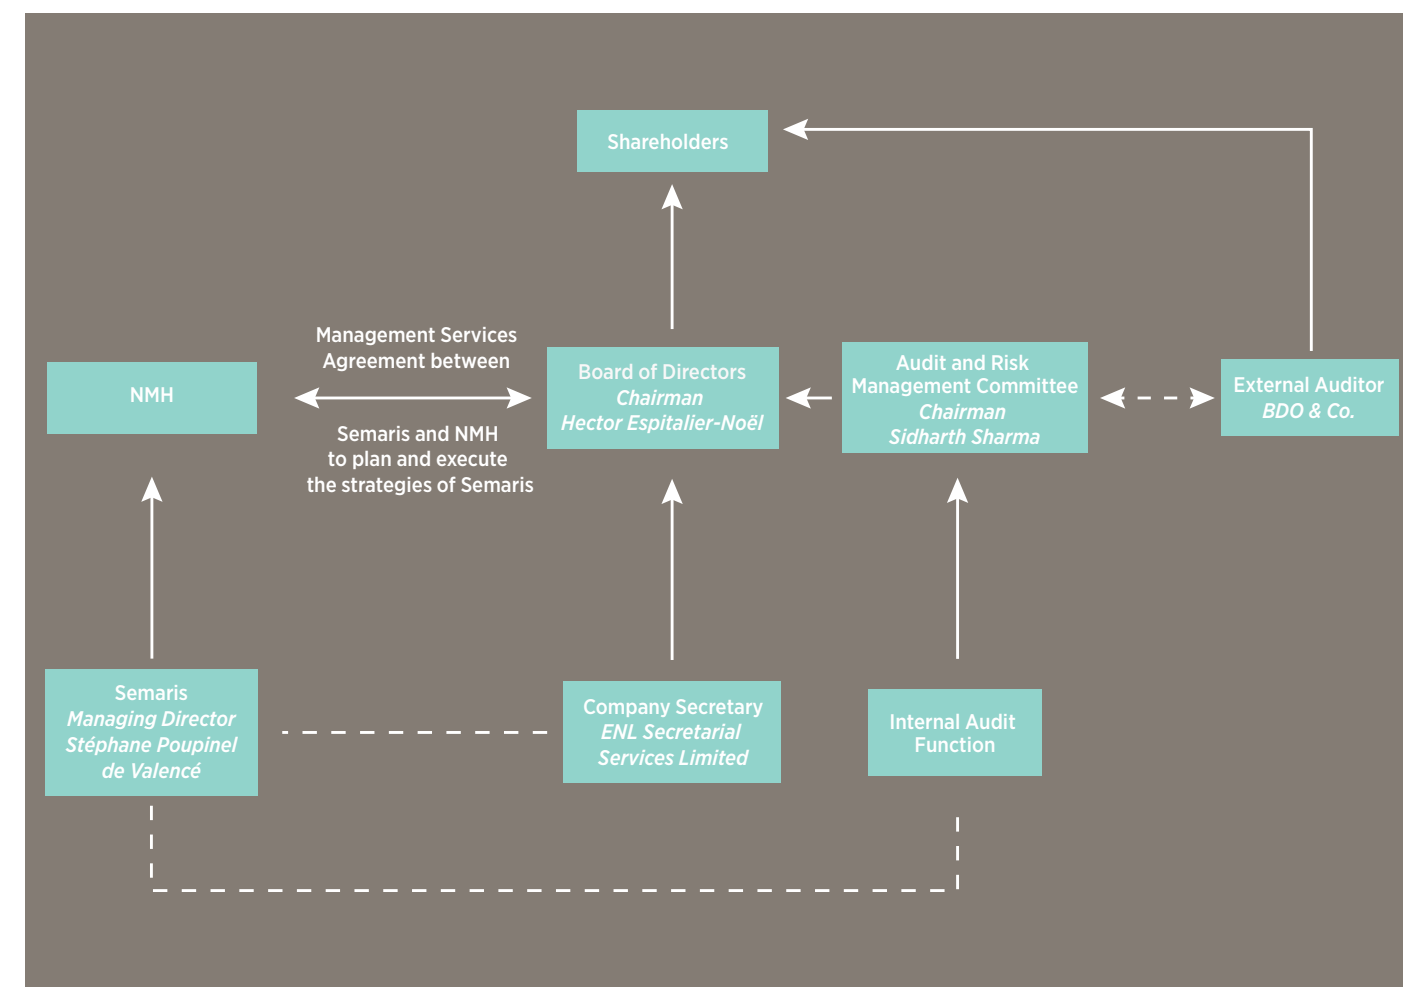 Shareholders
Management Services
Agreement between
NMH
Semaris and NMH
to plan and execute
the strategies of Semaris
Board of Directors
Chairman
Hector Espitalier-Noël
Audit and Risk
Management Committee
Chairman
Sidharth Sharma
External Auditor
BDO & Co.
Semaris
Managing Director
Stéphane Poupinel
de Valencé
Company Secretary
ENL Secretarial
Services Limited
Internal Audit
Function